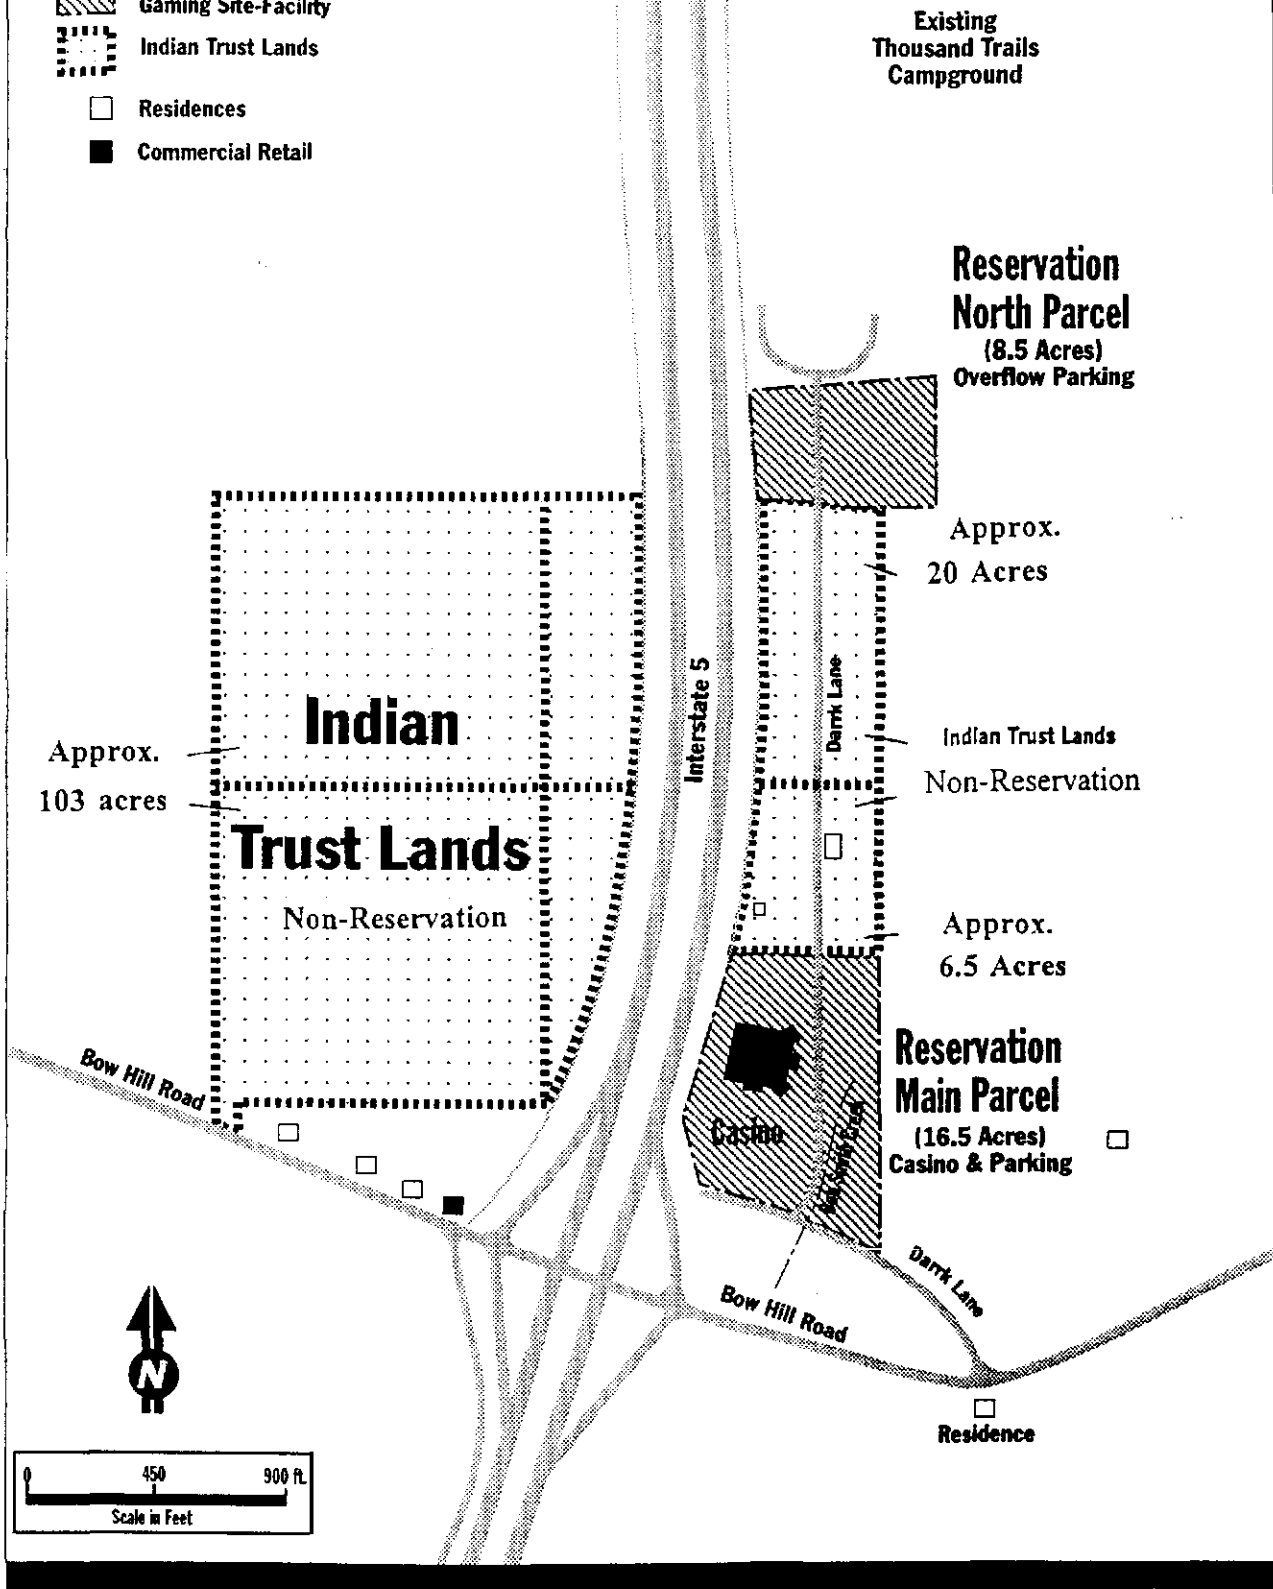 Gaming Site-Facility
Indian Trust Lands
Residences
Commercial Retail
Existing
Thousand Trails
Campground
Reservation
North Parcel
(8.5 Acres)
Overflow Parking
Approx.
20 Acres
Interstate 5
Darrk Lane
Indian
Trust Lands
Non-Reservation
Approx.
103 acres
Indian Trust Lands
Non-Reservation
Approx.
6.5 Acres
Reservation
Main Parcel
(16.5 Acres)
Casino & Parking
Casino
Creek
Bow Hill Road
Darrk Lane
Bow Hill Road
Residence
N
0 450 900 ft.
Scale in Feet